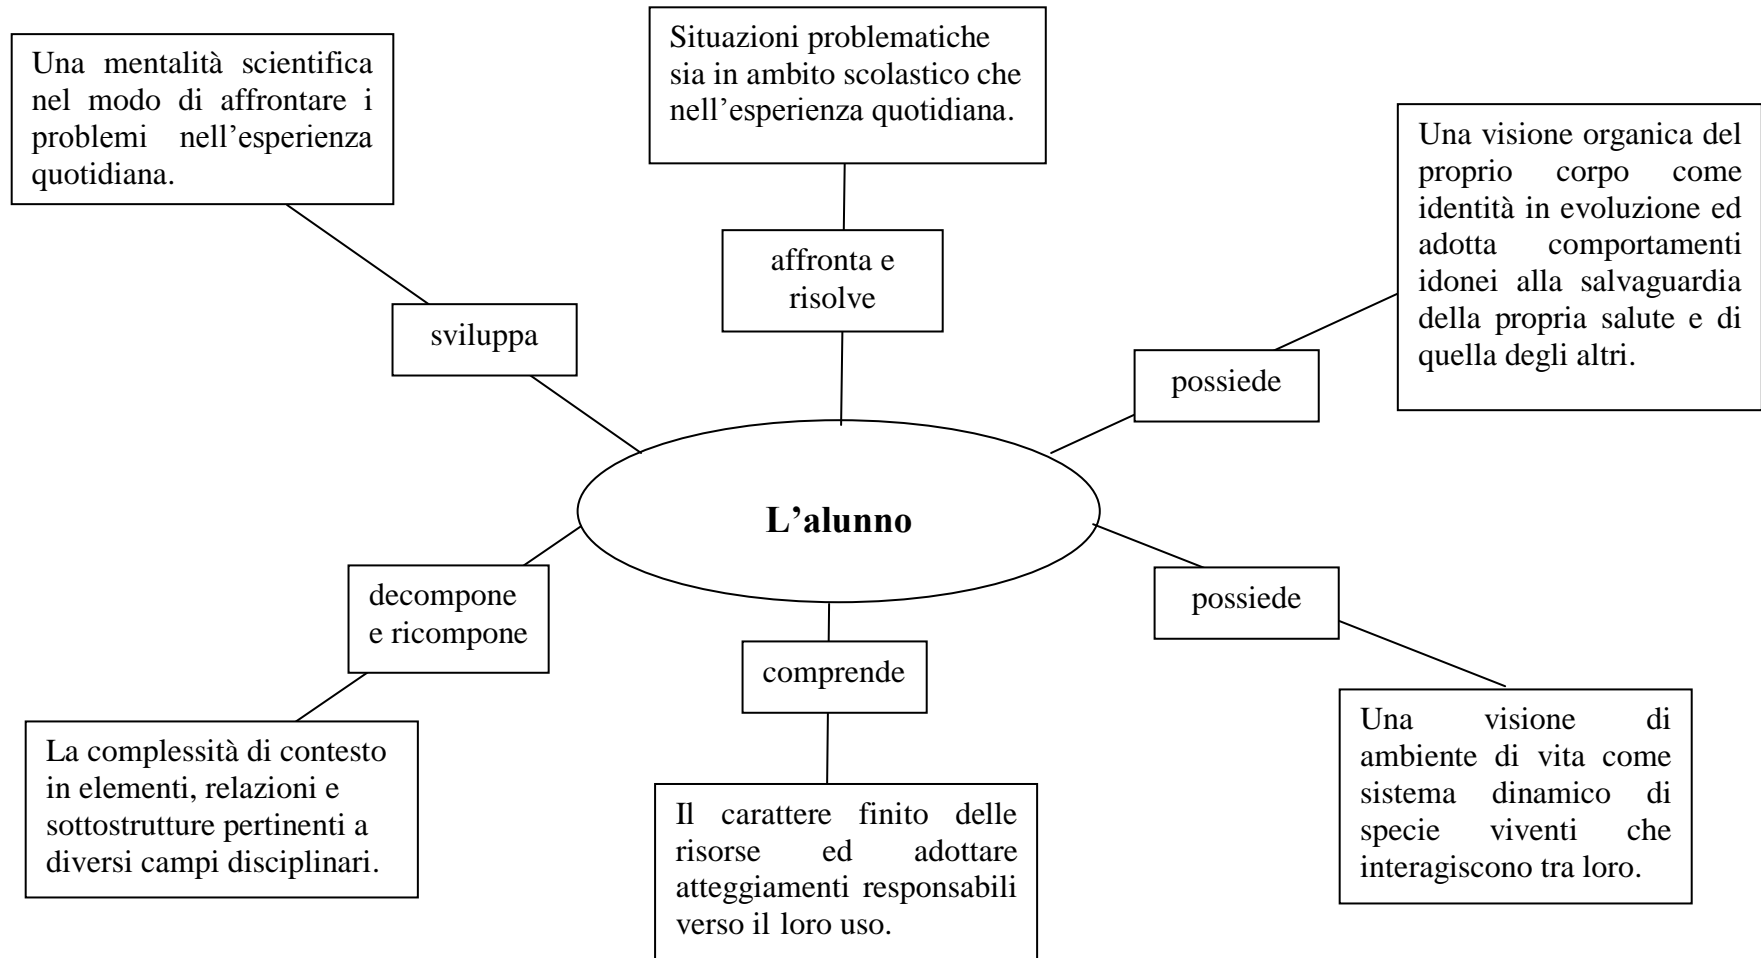 Una mentalità scientifica
nel modo di affrontare i
problemi nell’esperienza
quotidiana.
Situazioni problematiche
sia in ambito scolastico che
nell’esperienza quotidiana.
Una visione organica del
proprio corpo come
identità in evoluzione ed
adotta comportamenti
idonei alla salvaguardia
della propria salute e di
quella degli altri.
affronta e
risolve
sviluppa
possiede
L’alunno
decompone
e ricompone
possiede
comprende
La complessità di contesto
in elementi, relazioni e
sottostrutture pertinenti a
diversi campi disciplinari.
Il carattere finito delle
risorse ed adottare
atteggiamenti responsabili
verso il loro uso.
Una visione di
ambiente di vita come
sistema dinamico di
specie viventi che
interagiscono tra loro.